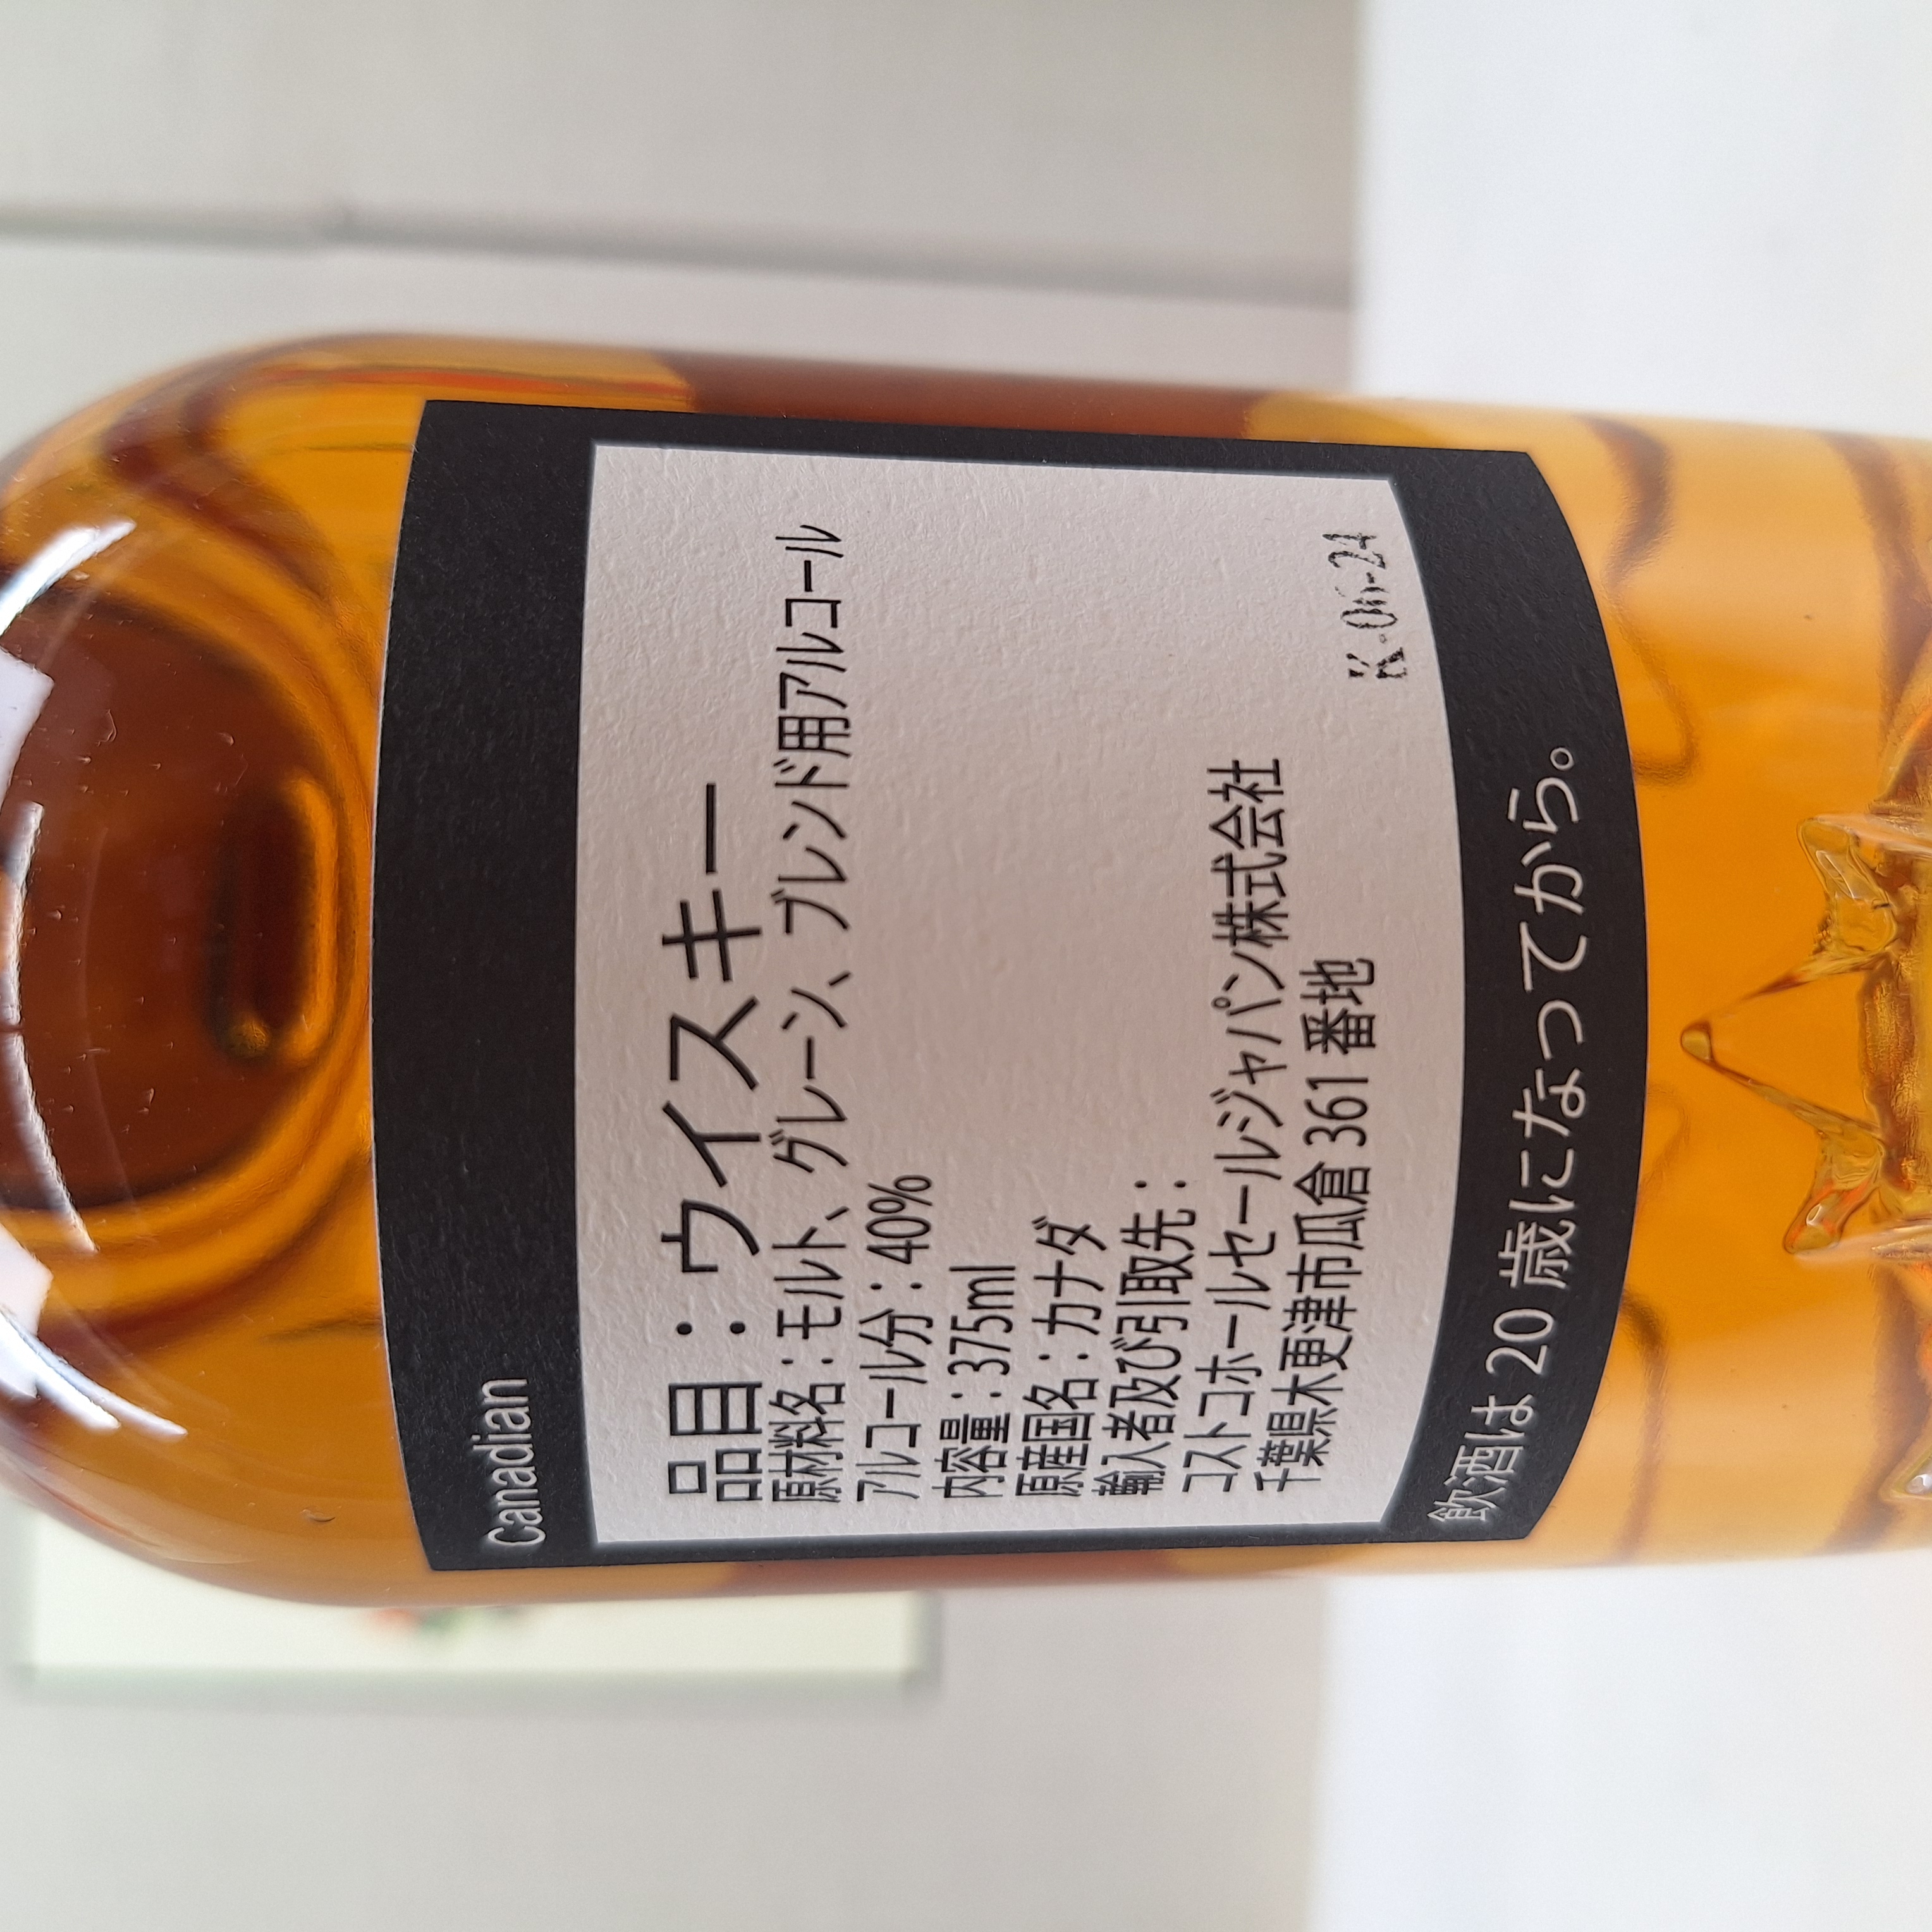 Canadian
品目：ウイスキー
原材料名：モルト、グレーン、ブレンド用アルコール
アルコール分：40%
内容量：375ml
原産国名：カナダ
輸入者及び引取先：
コストコホールセールジャパン株式会社
千葉県木更津市瓜倉 361 番地
K.06-24
飲酒は 20 歳になってから。